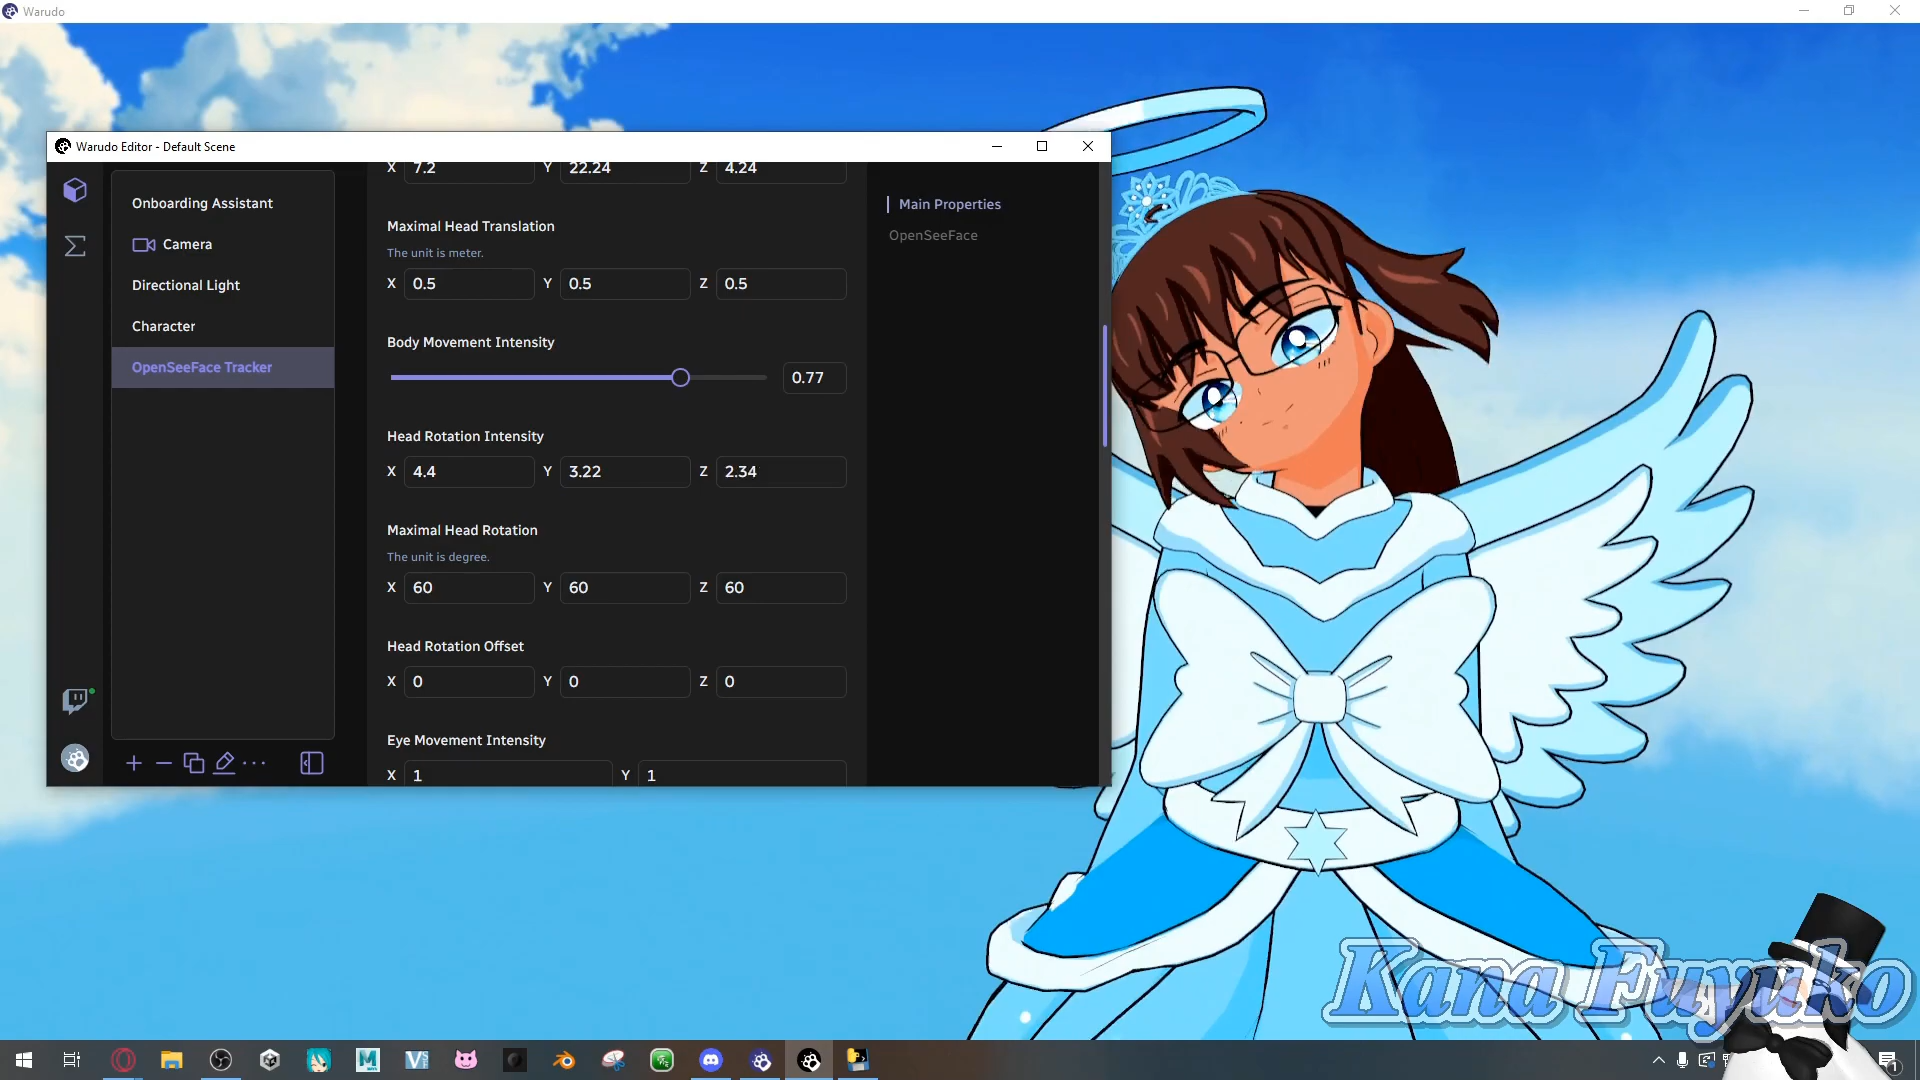 Warudo
Warudo Editor - Default Scene
Onboarding Assistant
Camera
Directional Light
Character
OpenSeeFace Tracker
X 7.2 Y 22.24 Z 4.24
Maximal Head Translation
The unit is meter.
X 0.5 Y 0.5 Z 0.5
Body Movement Intensity
0.77
Head Rotation Intensity
X 4.4 Y 3.22 Z 2.34
Maximal Head Rotation
The unit is degree.
X 60 Y 60 Z 60
Head Rotation Offset
X 0 Y 0 Z 0
Eye Movement Intensity
X 1 Y 1
Main Properties
OpenSeeFace
Kana Fuyuko
1